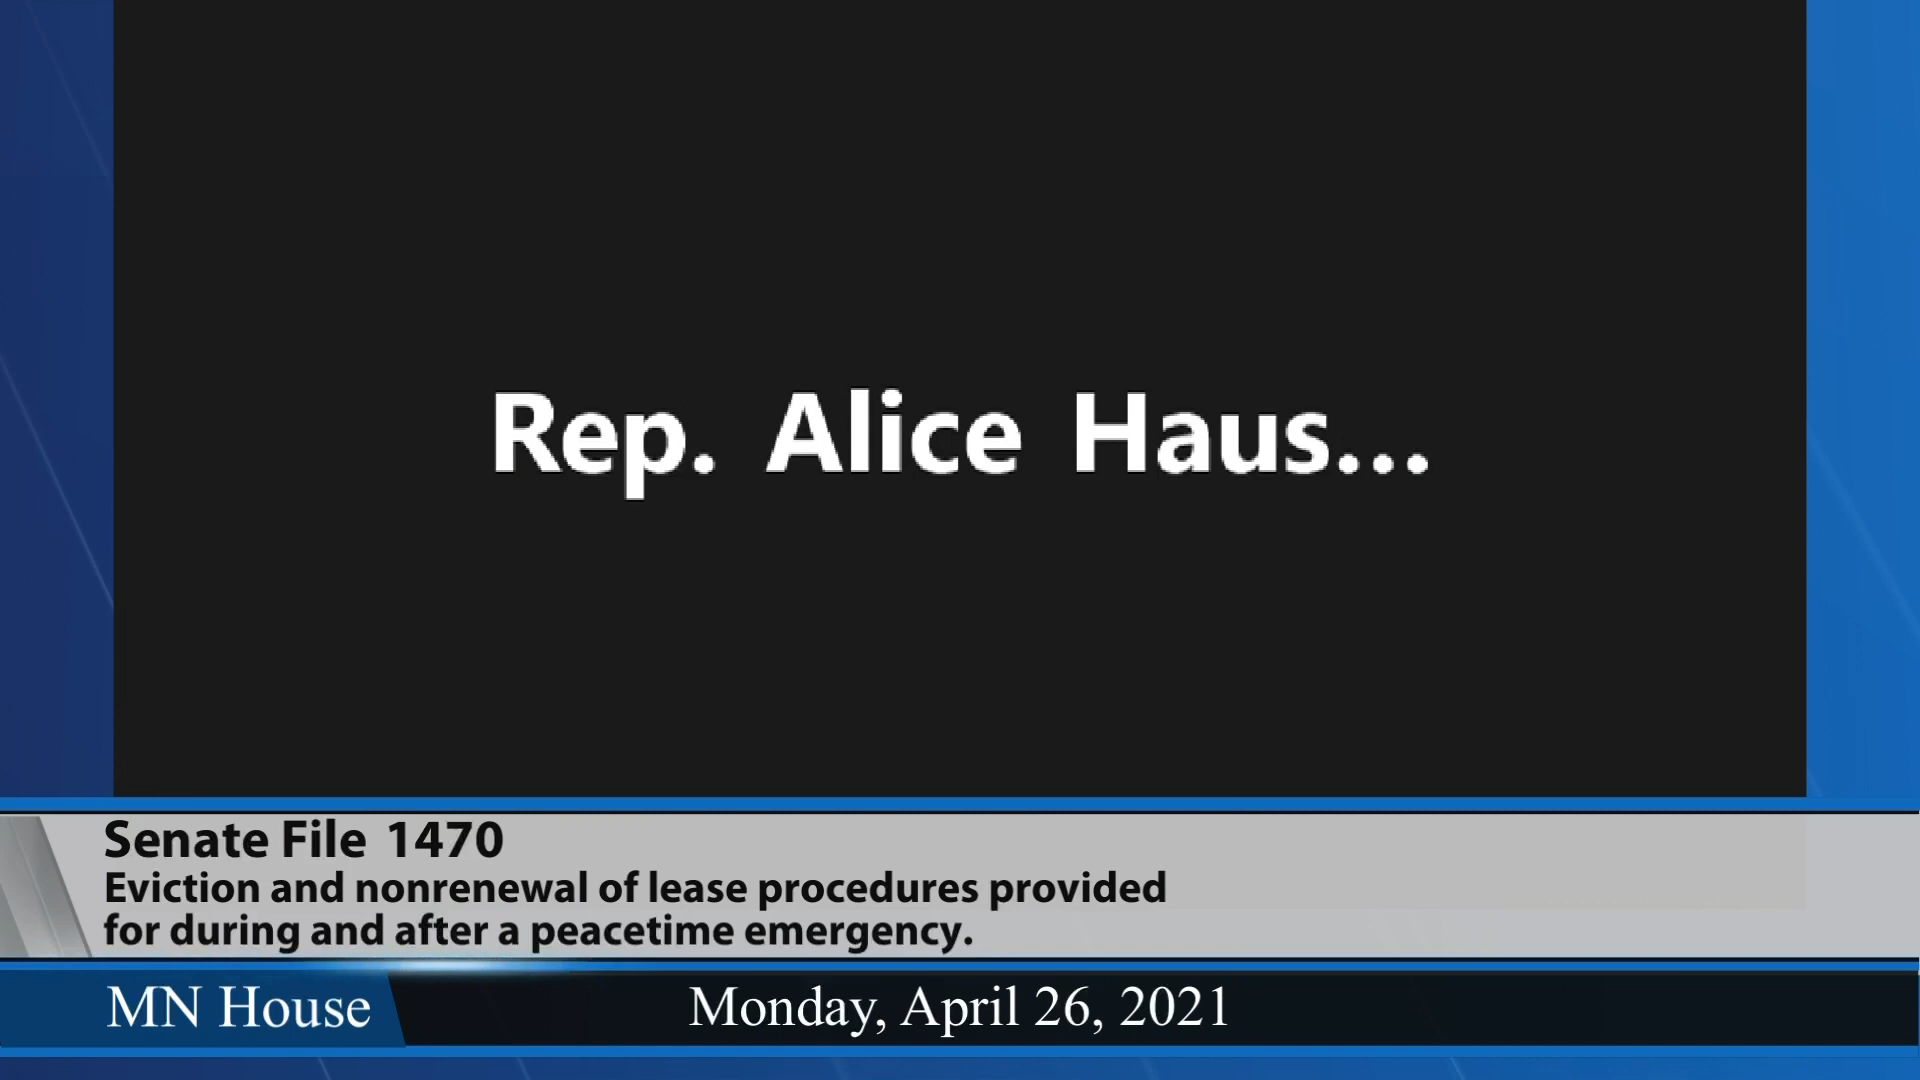 Rep. Alice Haus...
Senate File 1470
Eviction and nonrenewal of lease procedures provided
for during and after a peacetime emergency.
MN House
Monday, April 26, 2021